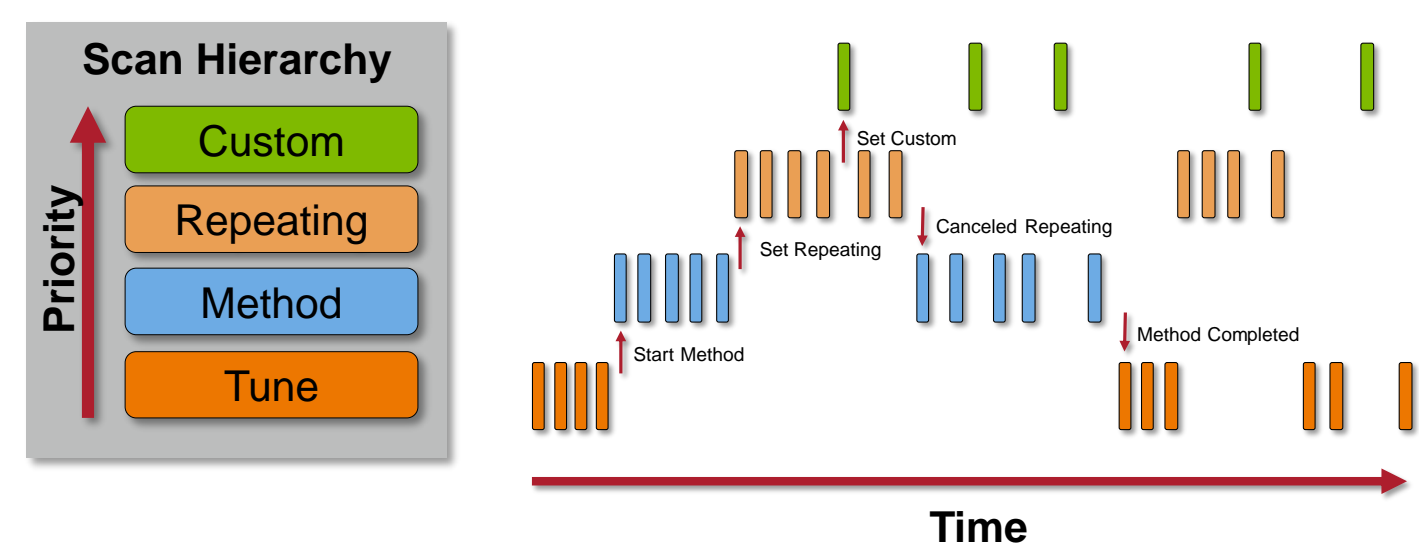 Scan Hierarchy
Priority
Custom
Repeating
Method
Tune
Set Custom
Set Repeating
Canceled Repeating
Start Method
Method Completed
Time